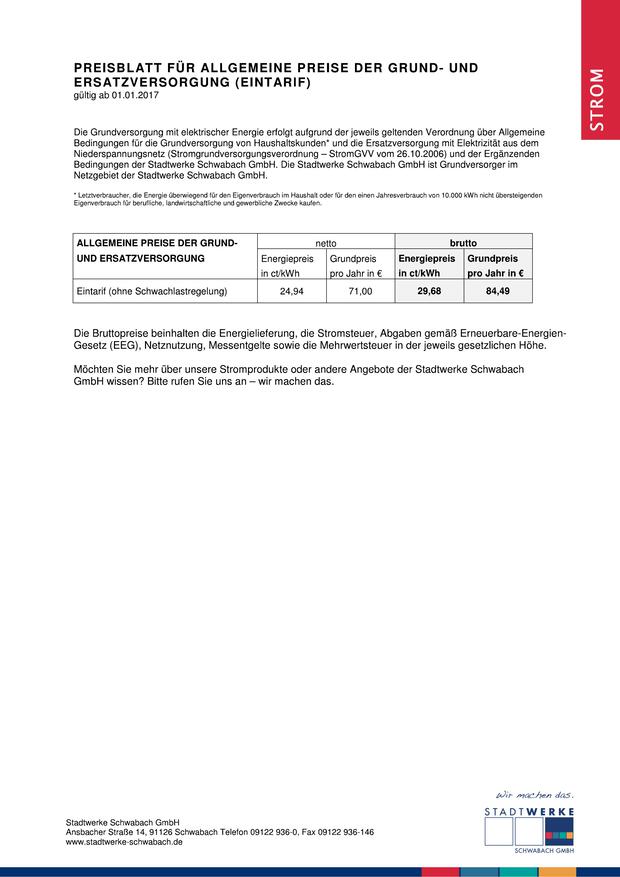 STROM
PREISBLATT FÜR ALLGEMEINE PREISE DER GRUND- UND
ERSATZVERSORGUNG (EINTARIF)
gültig ab 01.01.2017
Die Grundversorgung mit elektrischer Energie erfolgt aufgrund der jeweils geltenden Verordnung über Allgemeine
Bedingungen für die Grundversorgung von Haushaltskunden* und die Ersatzversorgung mit Elektrizität aus dem
Niederspannungsnetz (Stromgrundversorgungsverordnung – StromGVV vom 26.10.2006) und der Ergänzenden
Bedingungen der Stadtwerke Schwabach GmbH. Die Stadtwerke Schwabach GmbH ist Grundversorger im
Netzgebiet der Stadtwerke Schwabach GmbH.
* Letztverbraucher, die Energie überwiegend für den Eigenverbrauch im Haushalt oder für den einen Jahresverbrauch von 10.000 kWh nicht übersteigenden
Eigenverbrauch für berufliche, landwirtschaftliche und gewerbliche Zwecke kaufen.
ALLGEMEINE PREISE DER GRUND- netto brutto
UND ERSATZVERSORGUNG Energiepreis Grundpreis Energiepreis Grundpreis
in ct/kWh pro Jahr in € in ct/kWh pro Jahr in €
Eintarif (ohne Schwachlastregelung) 24,94 71,00 29,68 84,49
Die Bruttopreise beinhalten die Energielieferung, die Stromsteuer, Abgaben gemäß Erneuerbare-Energien-
Gesetz (EEG), Netznutzung, Messentgelte sowie die Mehrwertsteuer in der jeweils gesetzlichen Höhe.
Möchten Sie mehr über unsere Stromprodukte oder andere Angebote der Stadtwerke Schwabach
GmbH wissen? Bitte rufen Sie uns an – wir machen das.
Wir machen das.
STADTWERKE
SCHWABACH GMBH
Stadtwerke Schwabach GmbH
Ansbacher Straße 14, 91126 Schwabach Telefon 09122 936-0, Fax 09122 936-146
www.stadtwerke-schwabach.de